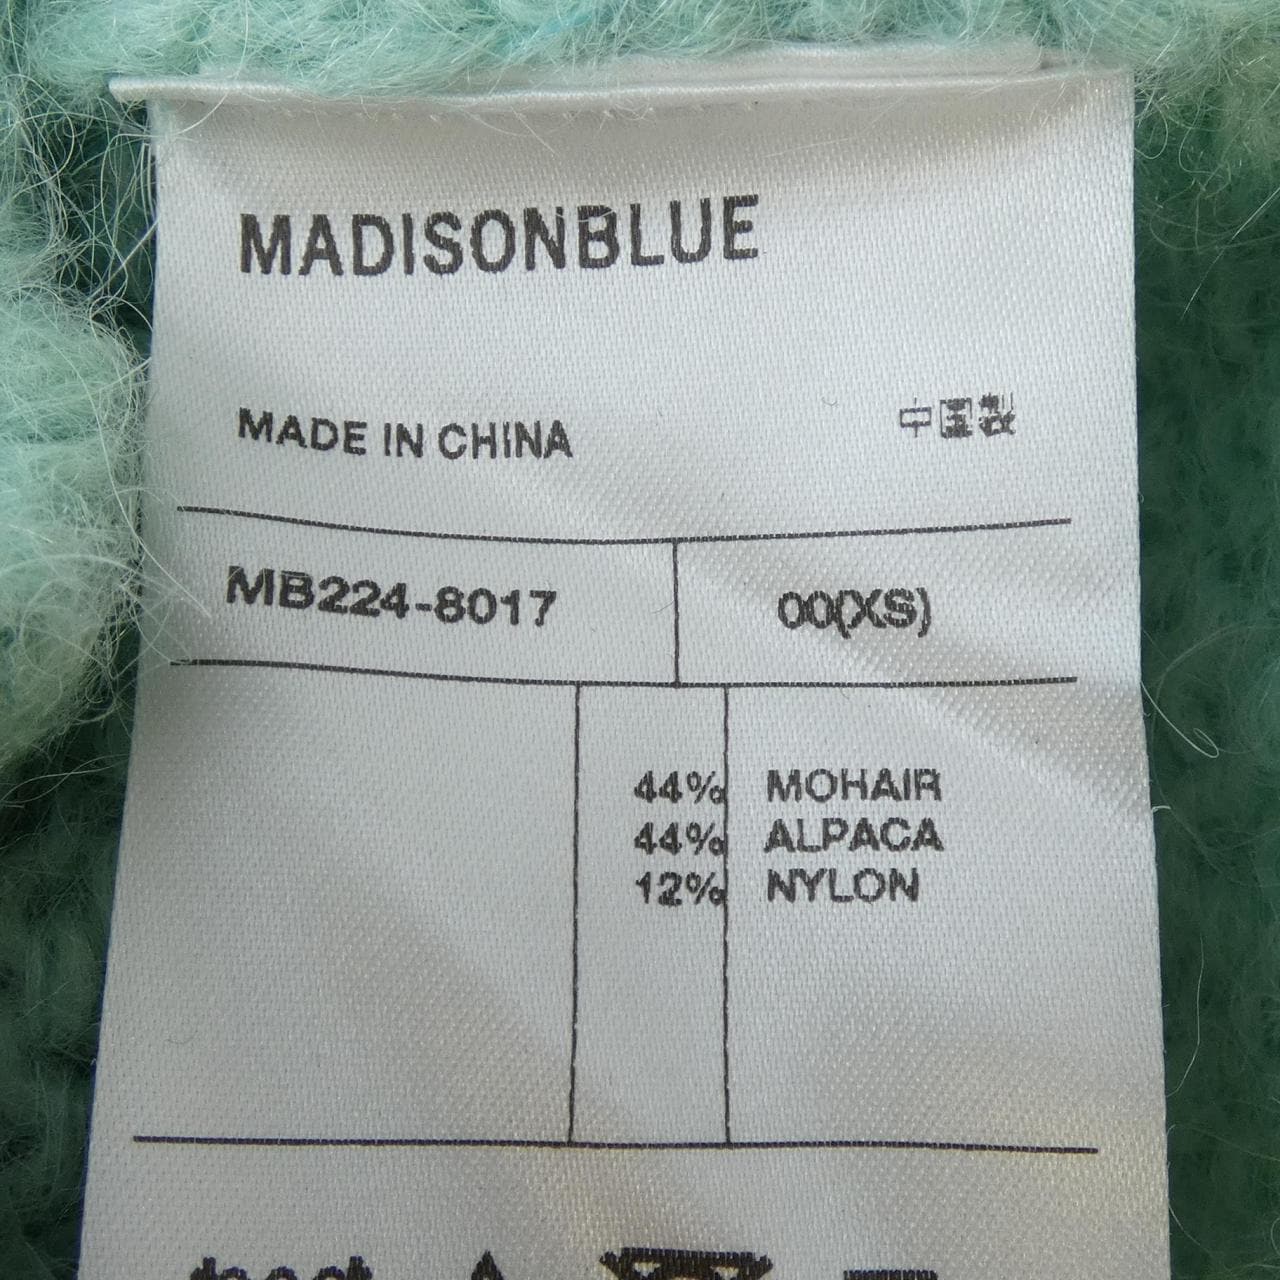 MADISONBLUE
MADE IN CHINA 中国製
MB224-8017 00(XS)
44% MOHAIR
44% ALPACA
12% NYLON